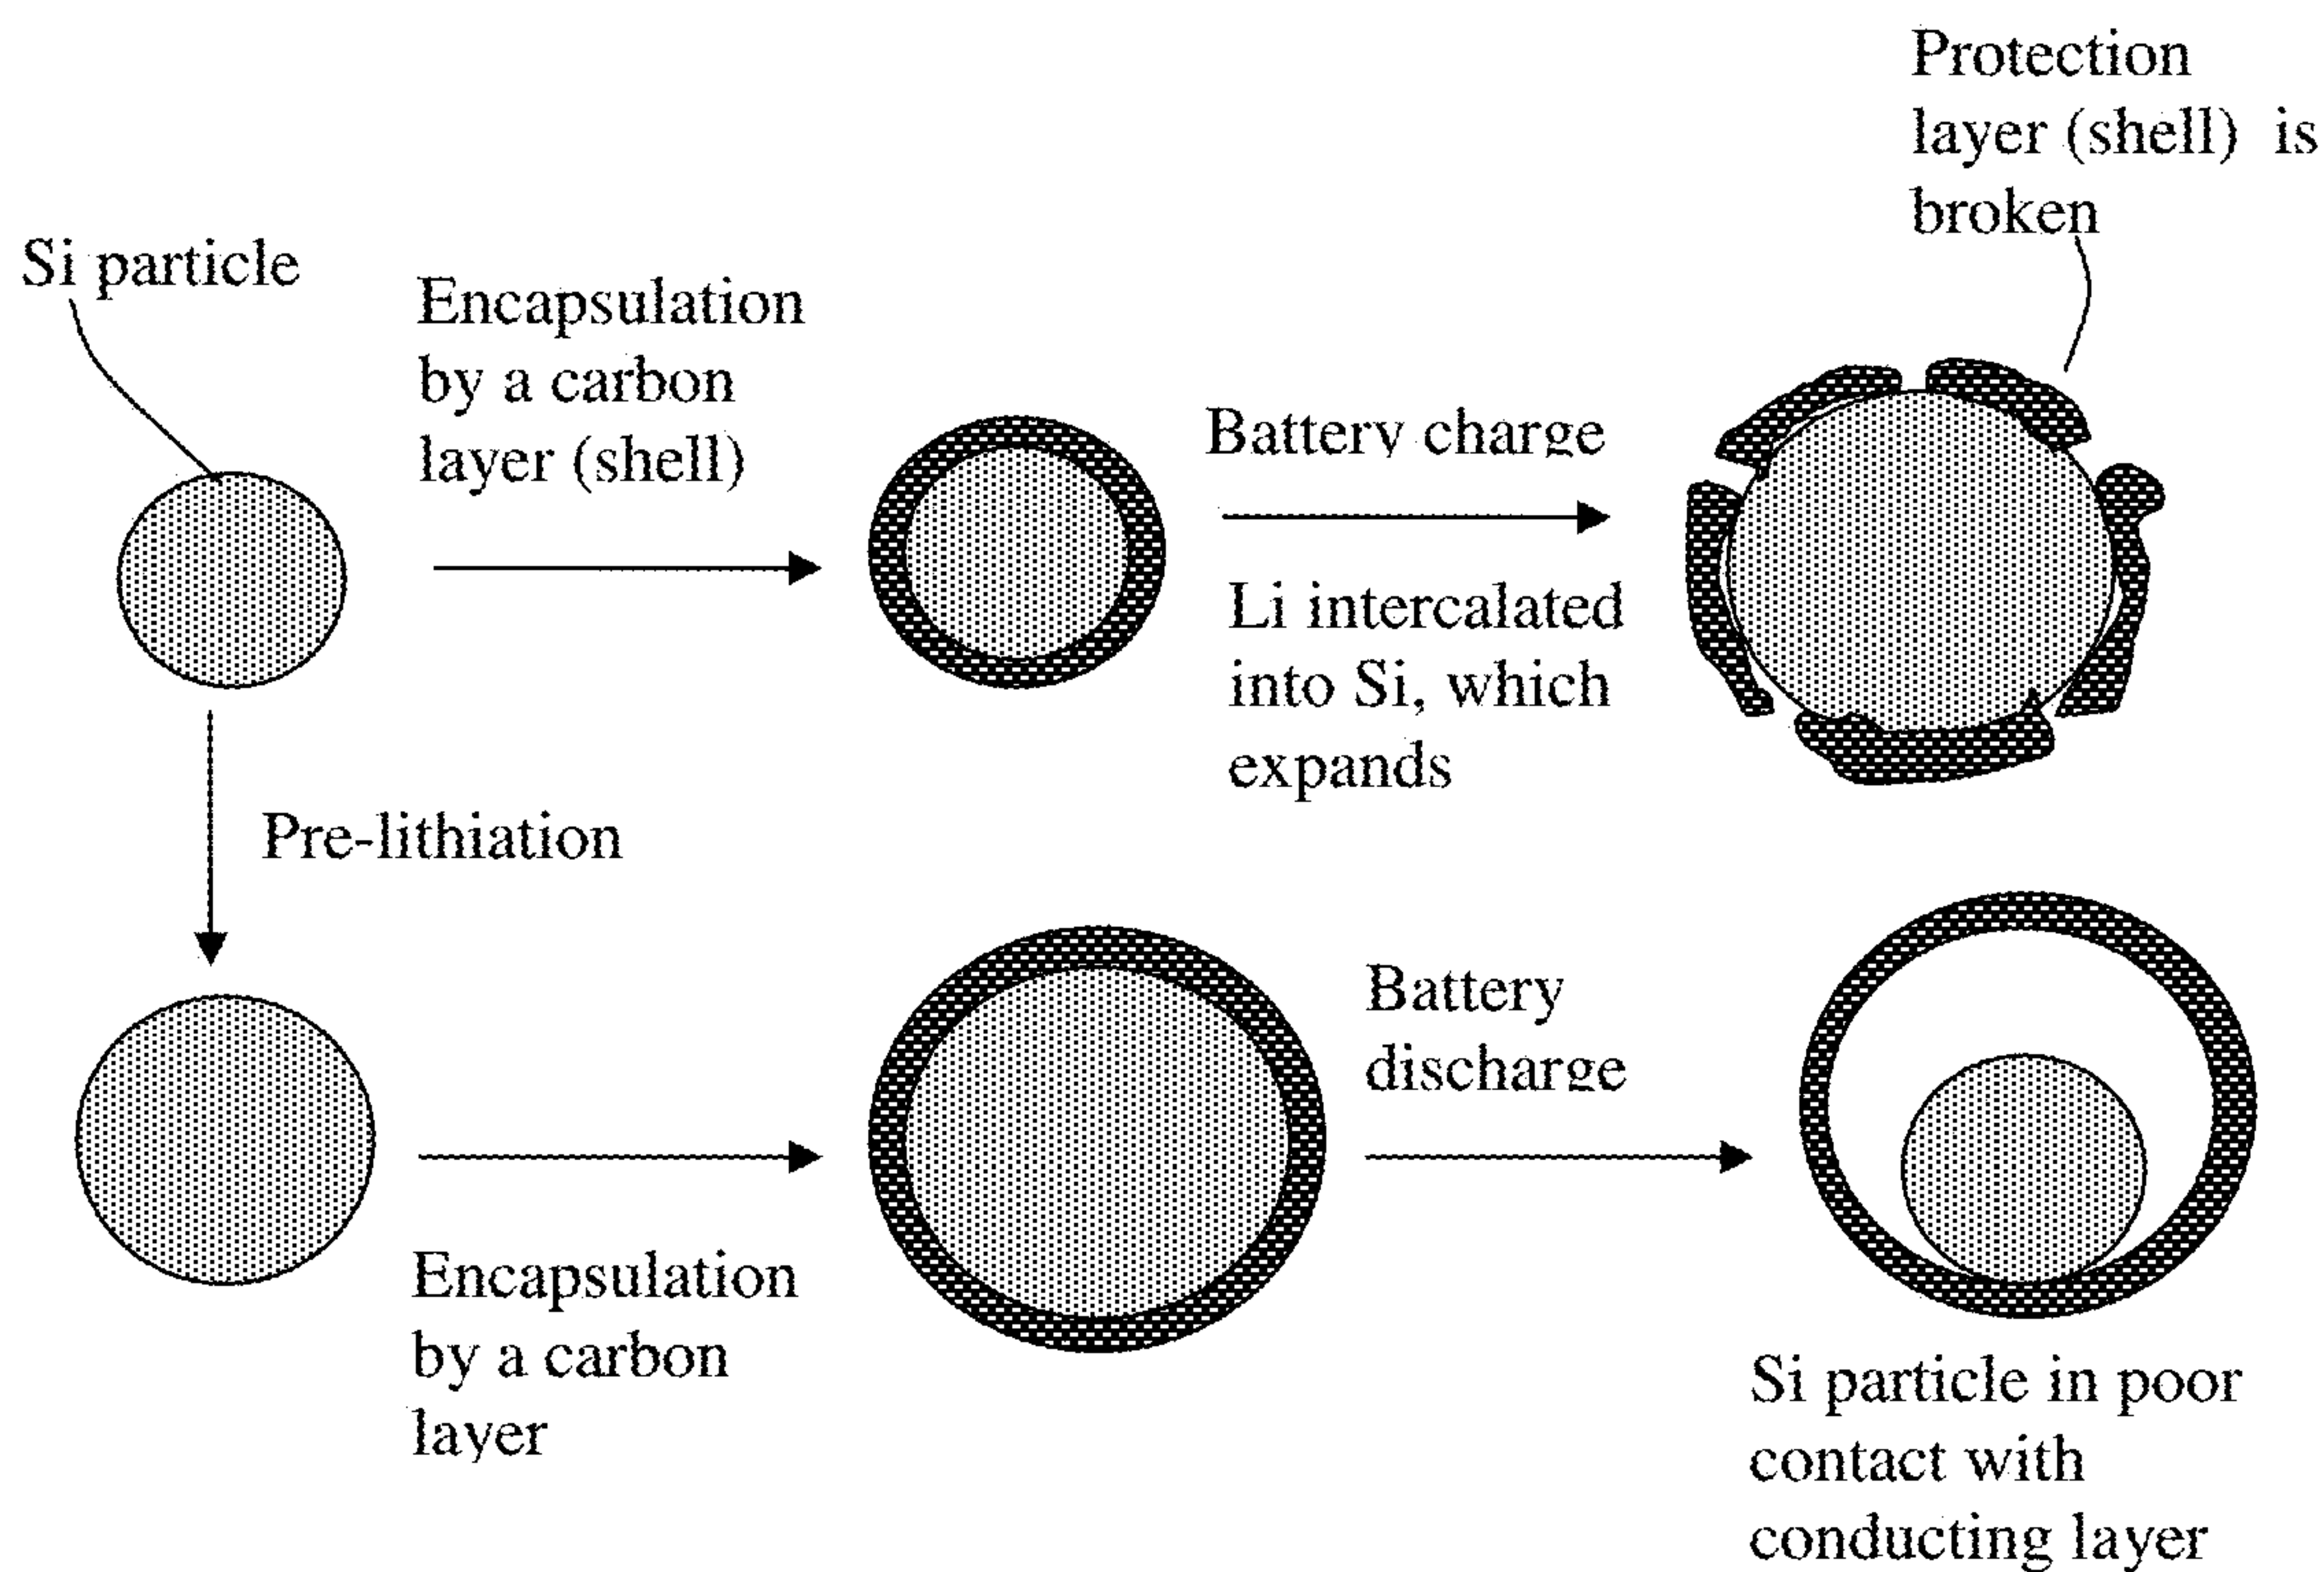 Protection
layer (shell) is
broken
Si particle
Encapsulation
by a carbon
layer (shell)
Battery charge
Li intercalated
into Si, which
expands
Pre-lithiation
Battery
discharge
Encapsulation
by a carbon
layer
Si particle in poor
contact with
conducting layer